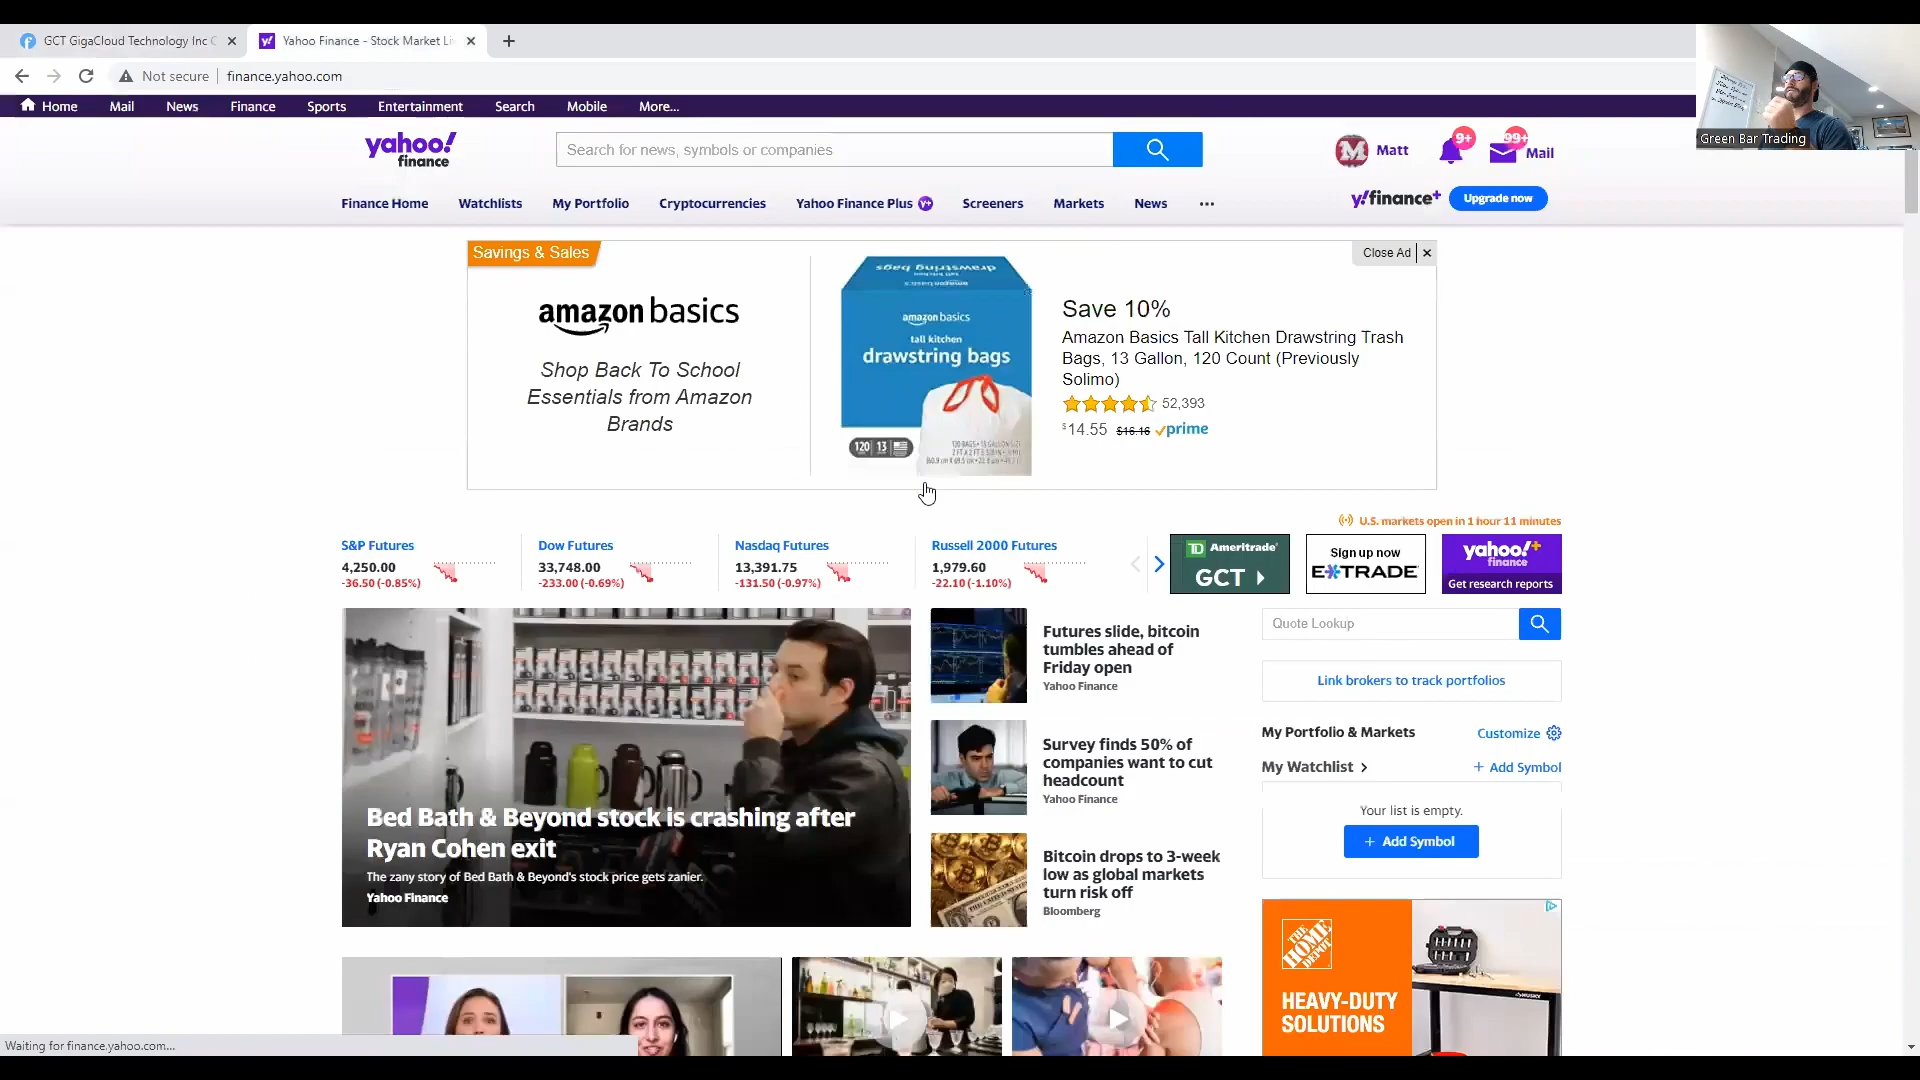 GCT GigaCloud Technology Inc
Yahoo Finance - Stock Market Li
Not secure
finance.yahoo.com
Green Bar Trading
Home
Mail
News
Finance
Sports
Entertainment
Search
Mobile
More...
yahoo!
finance
Search for news, symbols or companies
Matt
9+
99+
Mail
Finance Home
Watchlists
My Portfolio
Cryptocurrencies
Yahoo Finance Plus
Screeners
Markets
News
y!finance+
Upgrade now
Savings & Sales
Close Ad
amazon basics
Shop Back To School
Essentials from Amazon
Brands
drawstring bags
amazon basics
tall kitchen
drawstring bags
120 13
Save 10%
Amazon Basics Tall Kitchen Drawstring Trash
Bags, 13 Gallon, 120 Count (Previously
Solimo)
52,393
$14.55 $16.16 prime
U.S. markets open in 1 hour 11 minutes
S&P Futures
4,250.00
-36.50 (-0.85%)
Dow Futures
33,748.00
-233.00 (-0.69%)
Nasdaq Futures
13,391.75
-131.50 (-0.97%)
Russell 2000 Futures
1,979.60
-22.10 (-1.10%)
TD Ameritrade
GCT
Sign up now
E*TRADE
yahoo!+
finance
Get research reports
Bed Bath & Beyond stock is crashing after
Ryan Cohen exit
The zany story of Bed Bath & Beyond's stock price gets zanier.
Yahoo Finance
Futures slide, bitcoin
tumbles ahead of
Friday open
Yahoo Finance
Survey finds 50% of
companies want to cut
headcount
Yahoo Finance
Bitcoin drops to 3-week
low as global markets
turn risk off
Bloomberg
Quote Lookup
Link brokers to track portfolios
My Portfolio & Markets
Customize
My Watchlist
+ Add Symbol
Your list is empty.
+ Add Symbol
THE HOME DEPOT
HEAVY-DUTY
SOLUTIONS
HUSKY
Waiting for finance.yahoo.com...